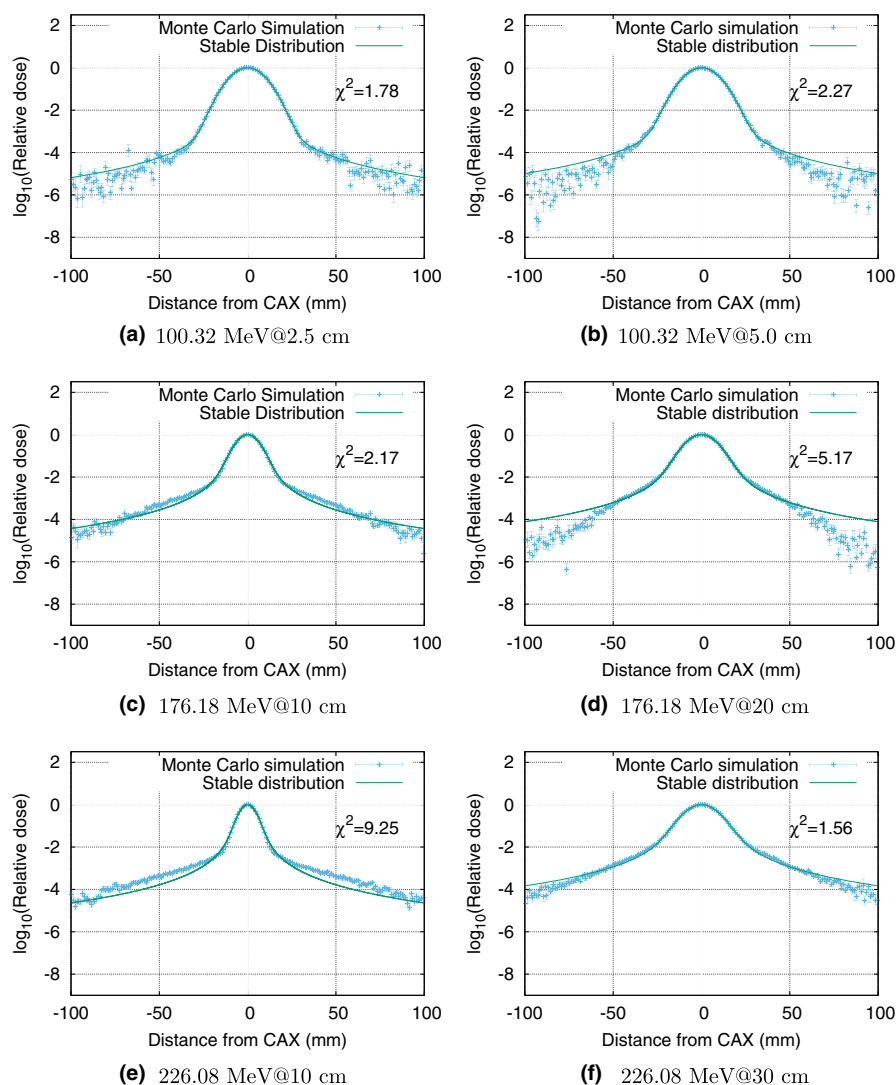 2
0
-2
-4
-6
-8
log10(Relative dose)
Monte Carlo Simulation
Stable Distribution
χ2=1.78
-100 -50 0 50 100
Distance from CAX (mm)
(a) 100.32 MeV@2.5 cm
2
0
-2
-4
-6
-8
log10(Relative dose)
Monte Carlo Simulation
Stable distribution
χ2=2.27
-100 -50 0 50 100
Distance from CAX (mm)
(b) 100.32 MeV@5.0 cm
2
0
-2
-4
-6
-8
log10(Relative dose)
Monte Carlo Simulation
Stable Distribution
χ2=2.17
-100 -50 0 50 100
Distance from CAX (mm)
(c) 176.18 MeV@10 cm
2
0
-2
-4
-6
-8
log10(Relative dose)
Monte Carlo simulation
Stable distribution
χ2=5.17
-100 -50 0 50 100
Distance from CAX (mm)
(d) 176.18 MeV@20 cm
2
0
-2
-4
-6
-8
log10(Relative dose)
Monte Carlo simulation
Stable distribution
χ2=9.25
-100 -50 0 50 100
Distance from CAX (mm)
(e) 226.08 MeV@10 cm
2
0
-2
-4
-6
-8
log10(Relative dose)
Monte Carlo simulation
Stable distribution
χ2=1.56
-100 -50 0 50 100
Distance from CAX (mm)
(f) 226.08 MeV@30 cm